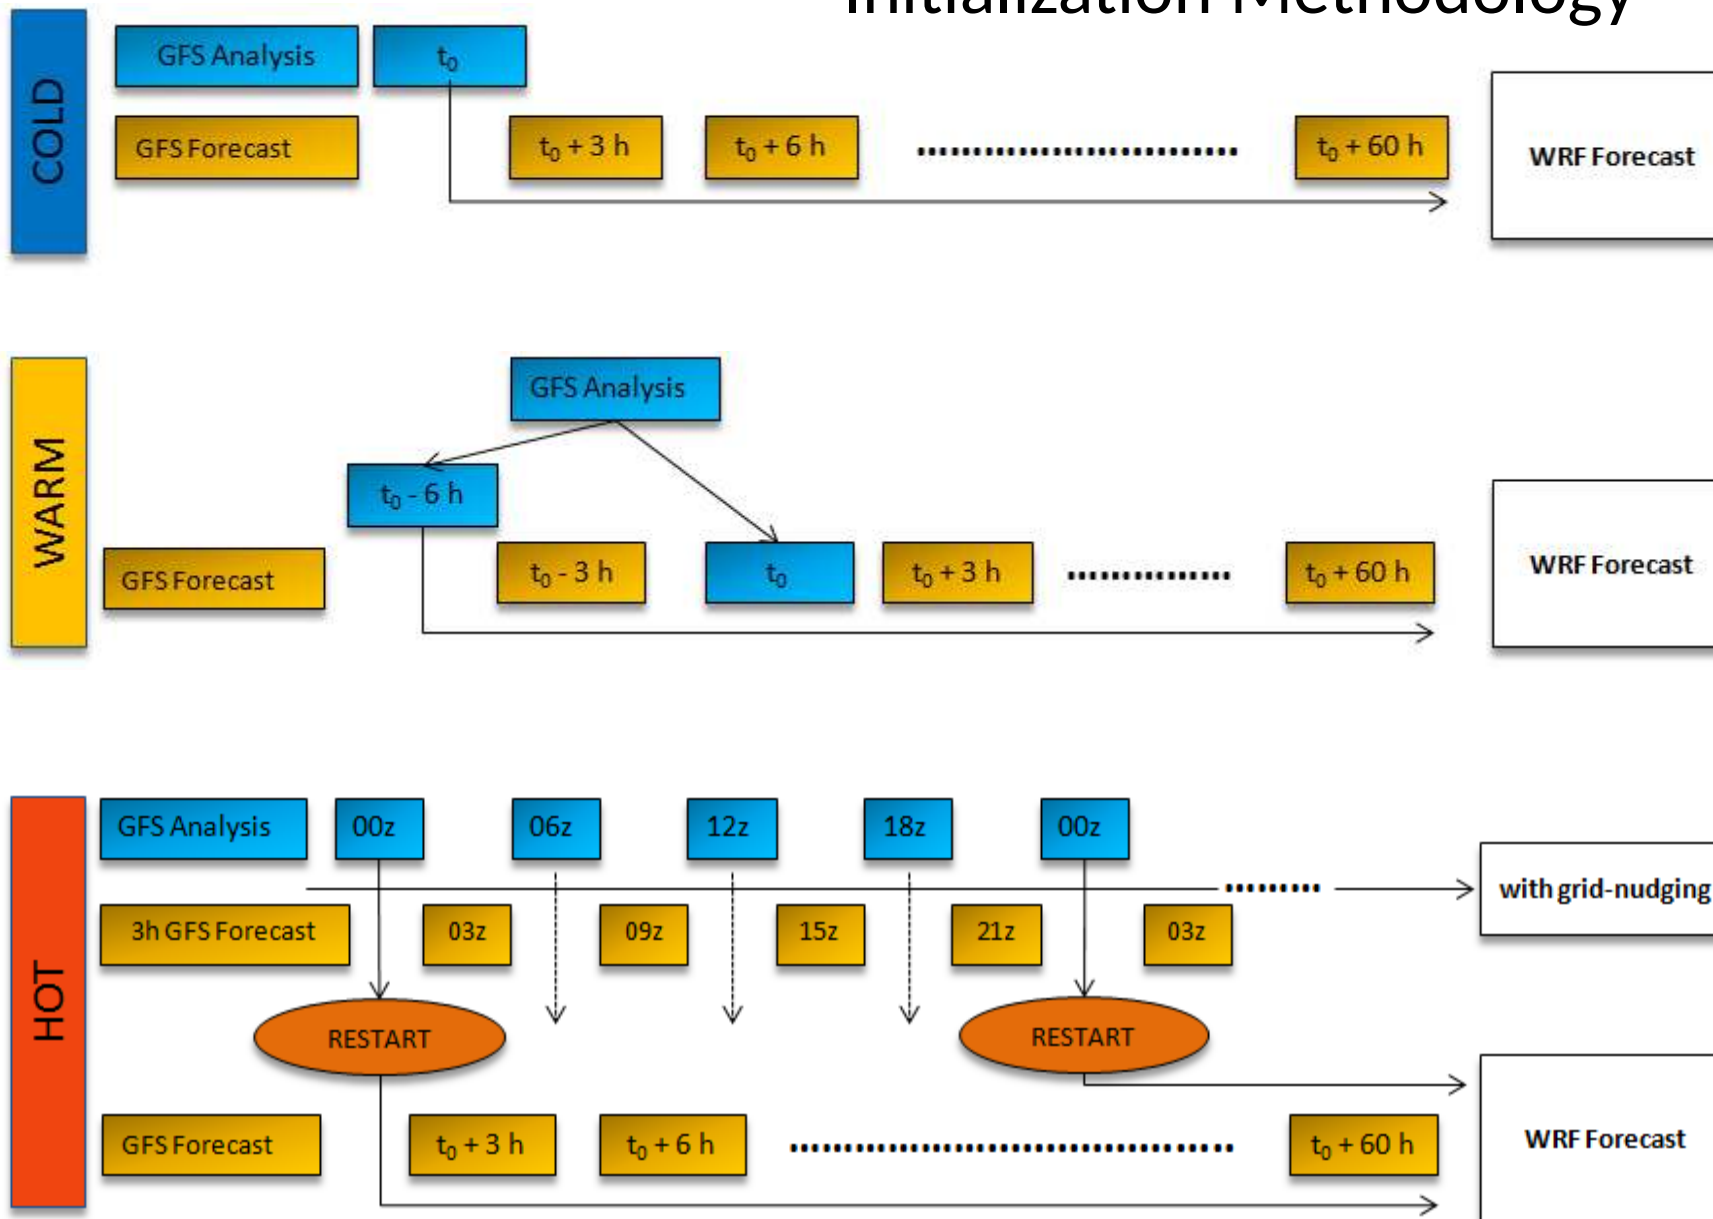 Initialization Methodology
COLD
GFS Analysis
t₀
GFS Forecast
t₀ + 3 h
t₀ + 6 h
t₀ + 60 h
WRF Forecast
WARM
GFS Analysis
t₀ - 6 h
GFS Forecast
t₀ - 3 h
t₀
t₀ + 3 h
t₀ + 60 h
WRF Forecast
HOT
GFS Analysis
00z
06z
12z
18z
00z
with grid-nudging
3h GFS Forecast
03z
09z
15z
21z
03z
RESTART
RESTART
GFS Forecast
t₀ + 3 h
t₀ + 6 h
t₀ + 60 h
WRF Forecast